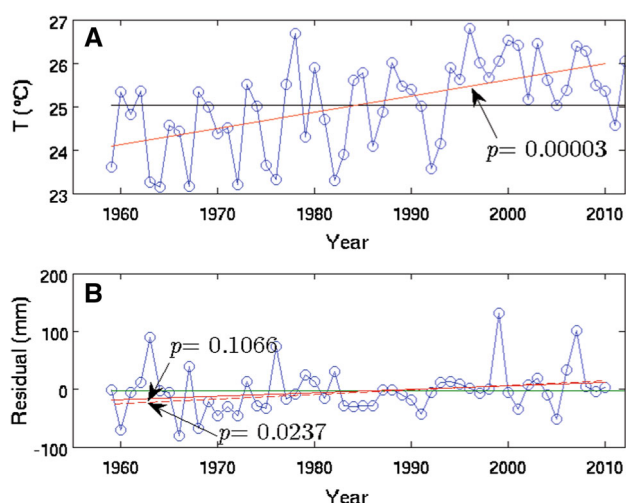 A
T (ºC)
27
26
25
24
23
p= 0.00003
1960 1970 1980 1990 2000 2010
Year
B
Residual (mm)
200
100
0
-100
p= 0.1066
p= 0.0237
1960 1970 1980 1990 2000 2010
Year